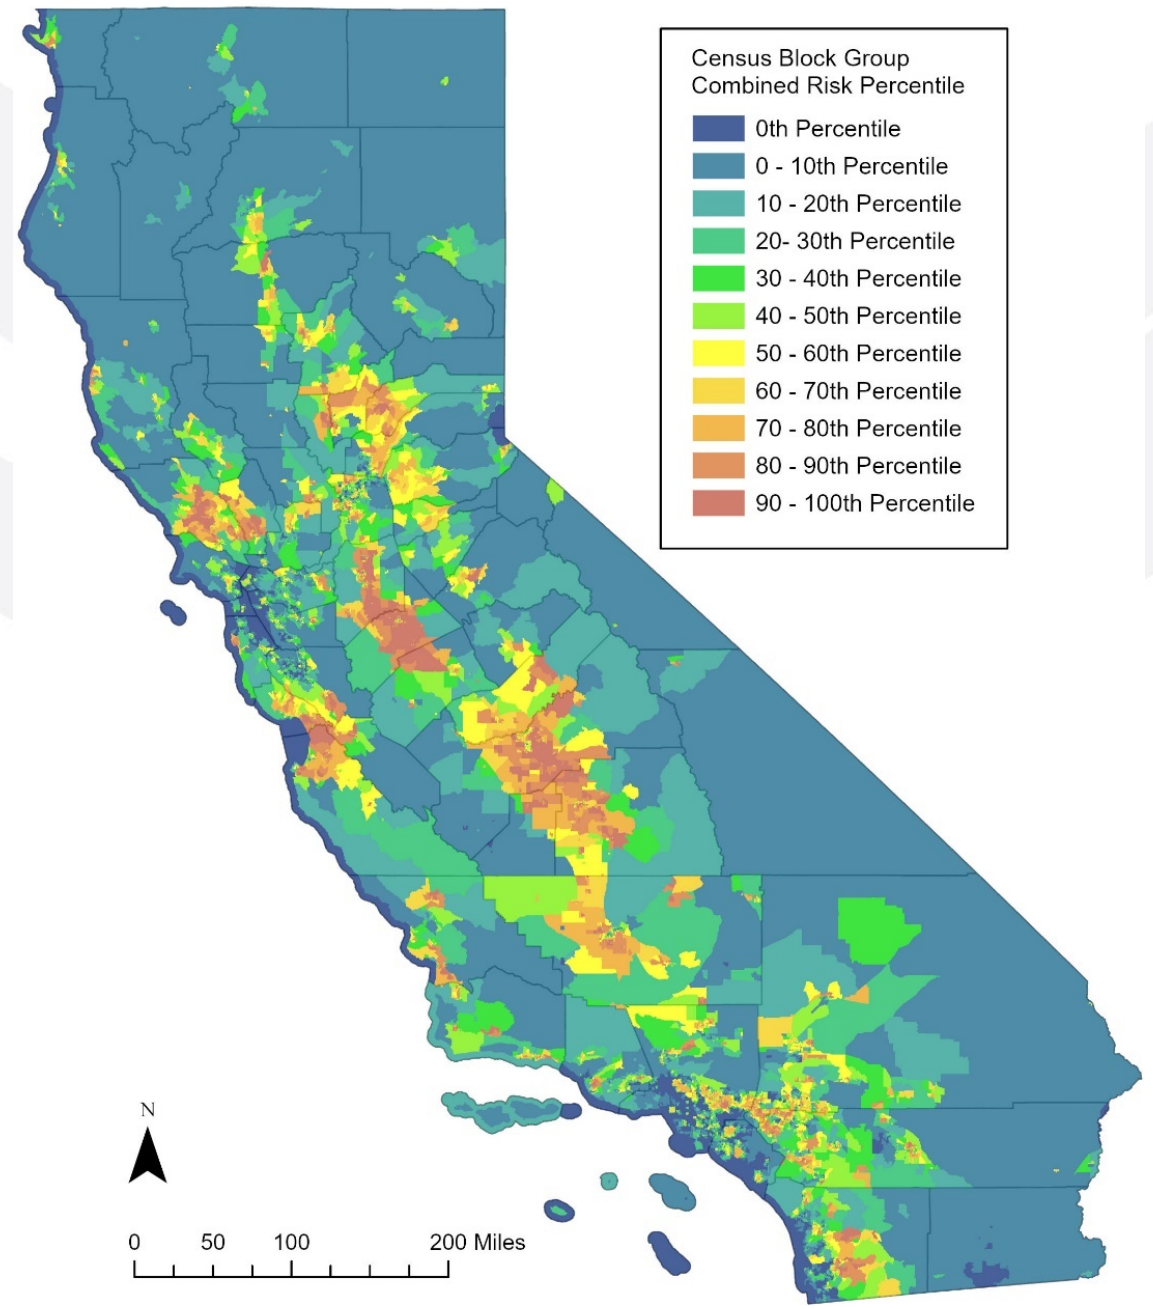 Census Block Group
Combined Risk Percentile
0th Percentile
0 - 10th Percentile
10 - 20th Percentile
20- 30th Percentile
30 - 40th Percentile
40 - 50th Percentile
50 - 60th Percentile
60 - 70th Percentile
70 - 80th Percentile
80 - 90th Percentile
90 - 100th Percentile
N
0 50 100 200 Miles